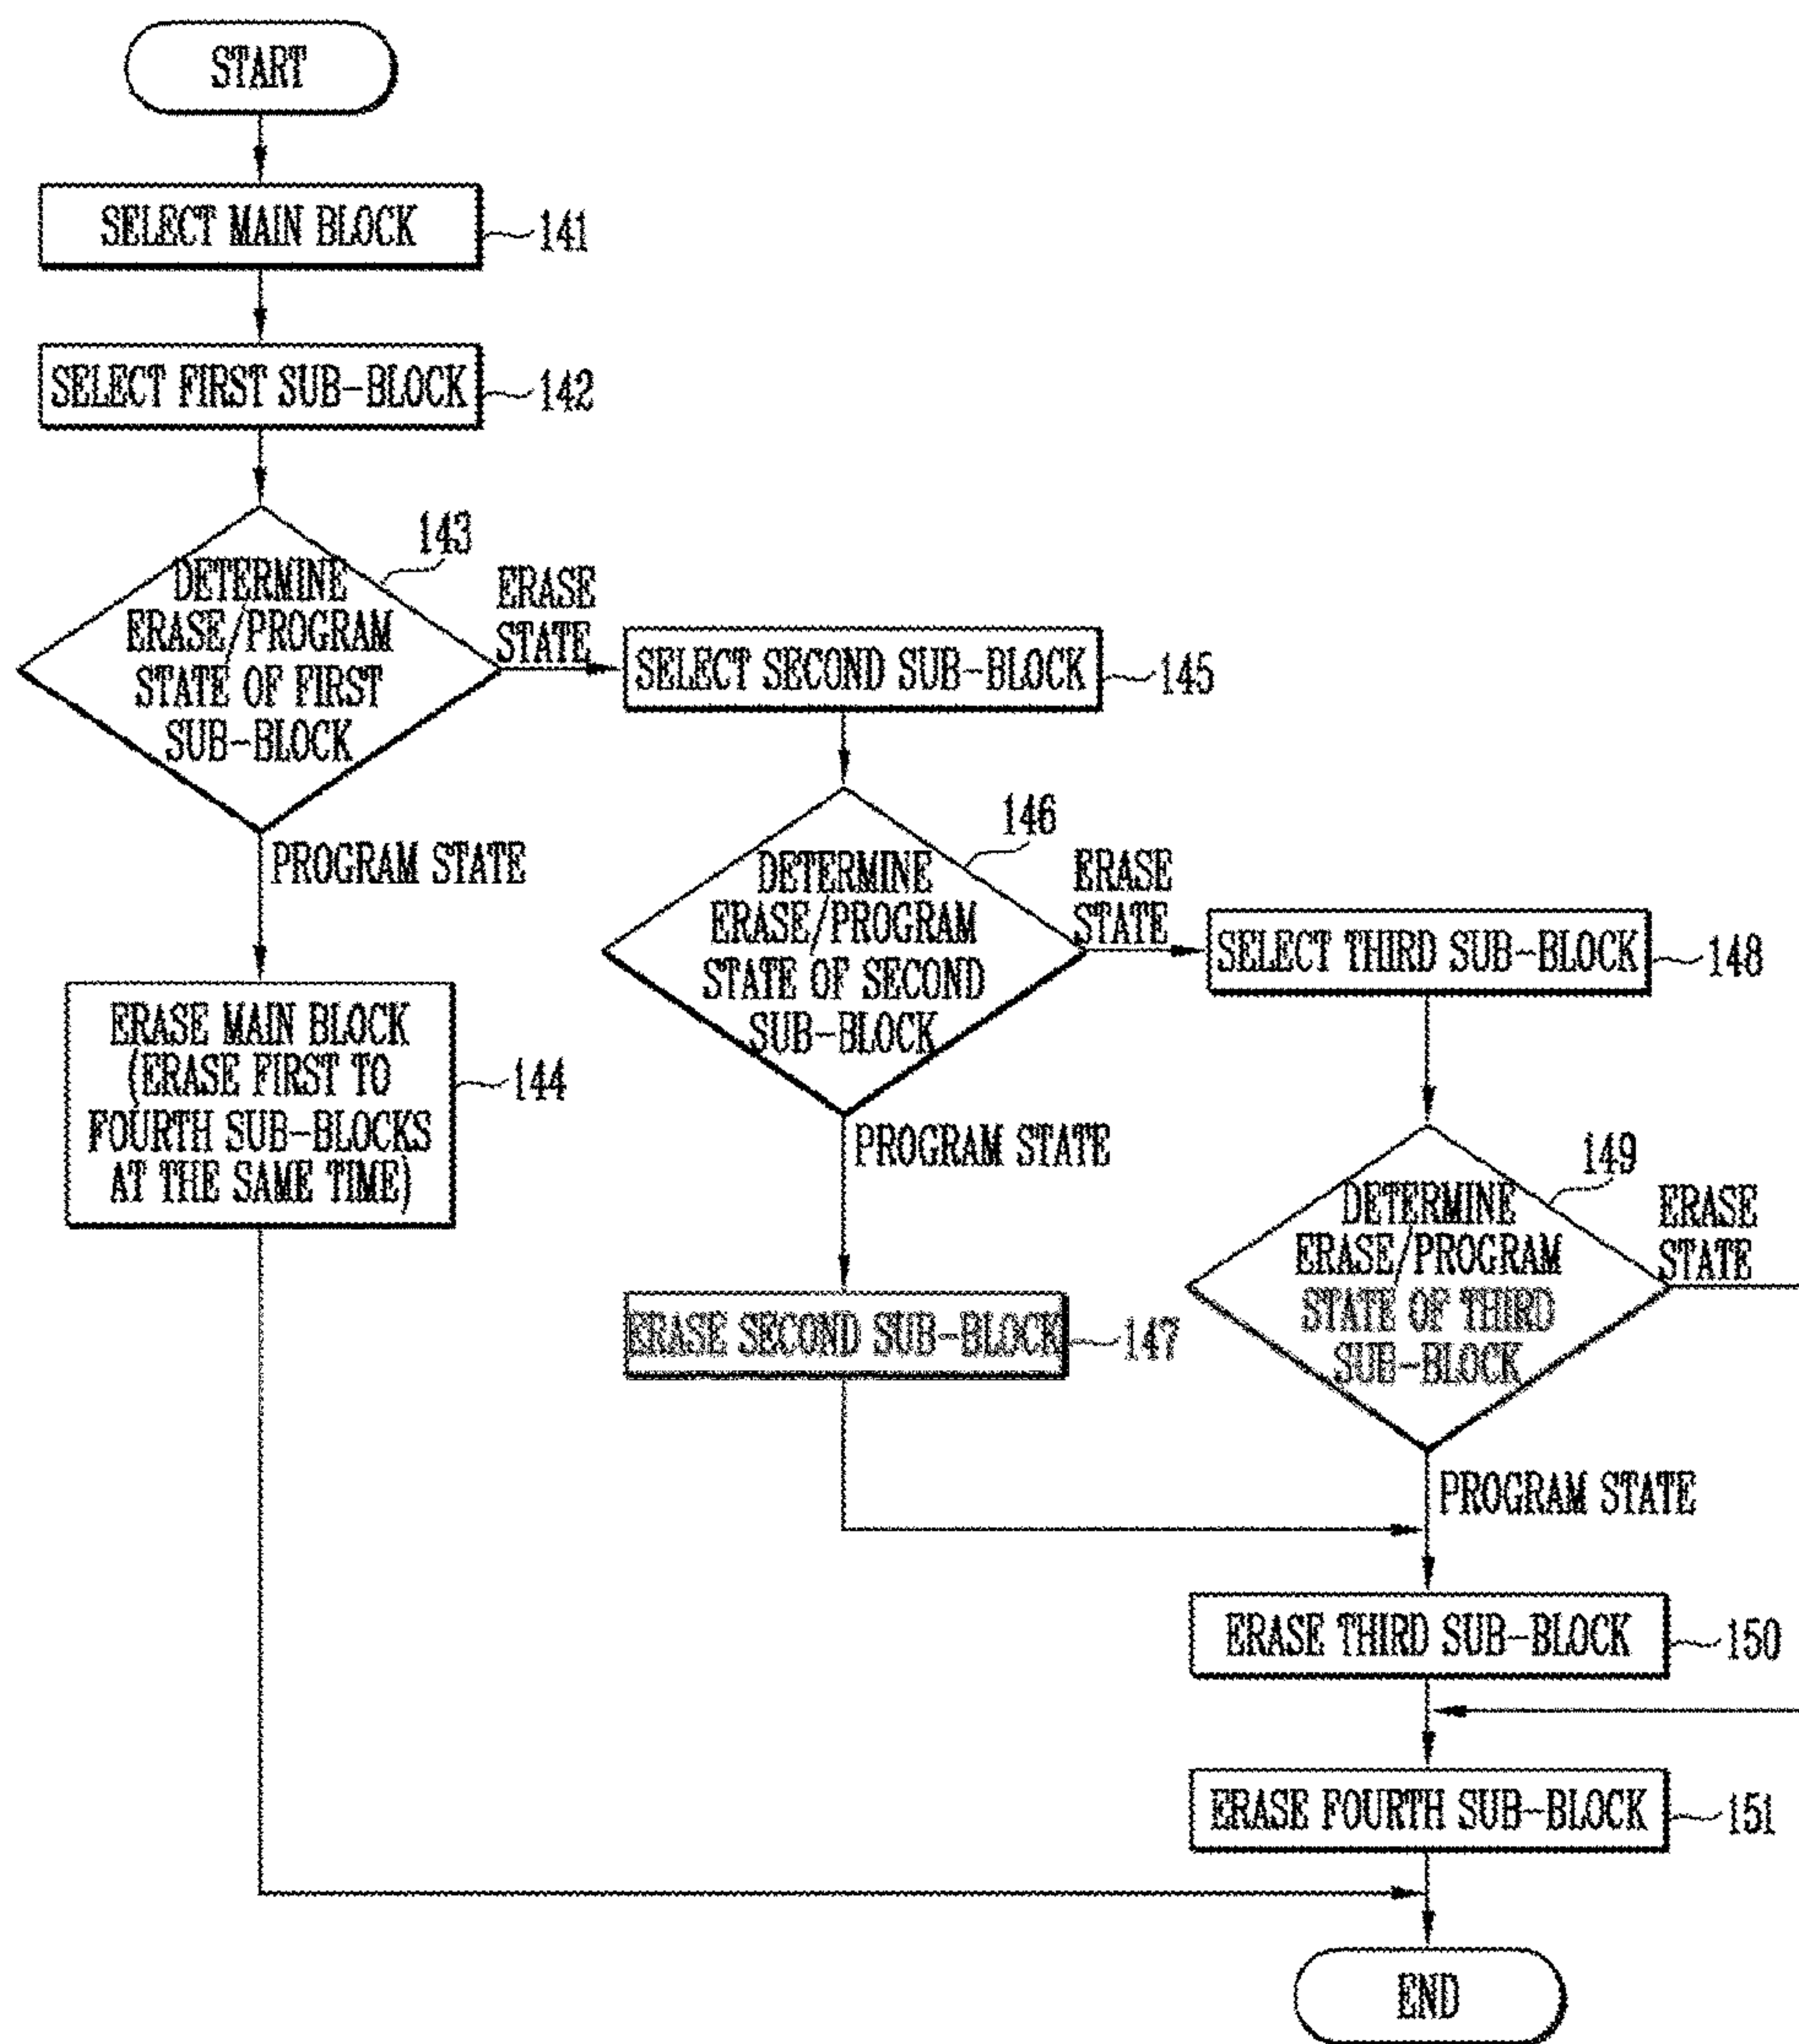 START
SELECT MAIN BLOCK
141
SELECT FIRST SUB-BLOCK
142
143
DETERMINE
ERASE/PROGRAM
STATE OF FIRST
SUB-BLOCK
ERASE
STATE
PROGRAM STATE
SELECT SECOND SUB-BLOCK
145
ERASE MAIN BLOCK
(ERASE FIRST TO
FOURTH SUB-BLOCKS
AT THE SAME TIME)
144
146
DETERMINE
ERASE/PROGRAM
STATE OF SECOND
SUB-BLOCK
ERASE
STATE
PROGRAM STATE
SELECT THIRD SUB-BLOCK
148
ERASE SECOND SUB-BLOCK
147
149
DETERMINE
ERASE/PROGRAM
STATE OF THIRD
SUB-BLOCK
ERASE
STATE
PROGRAM STATE
ERASE THIRD SUB-BLOCK
150
ERASE FOURTH SUB-BLOCK
151
END